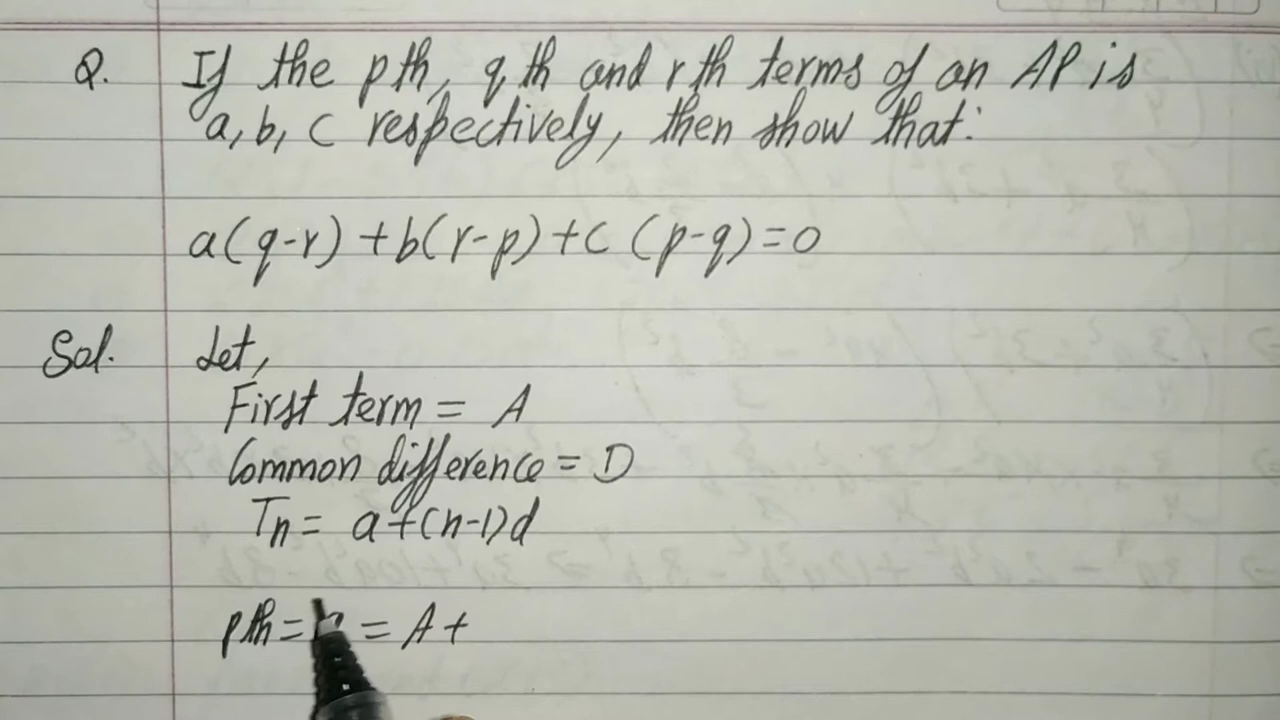 Q. If the pth, qth and rth terms of an AP is
a, b, c respectively, then show that:
a(q-r)+b(r-p)+c(p-q)=0
Sol. Let,
First term = A
Common difference = D
Tn = a+(n-1)d
pth = = A+